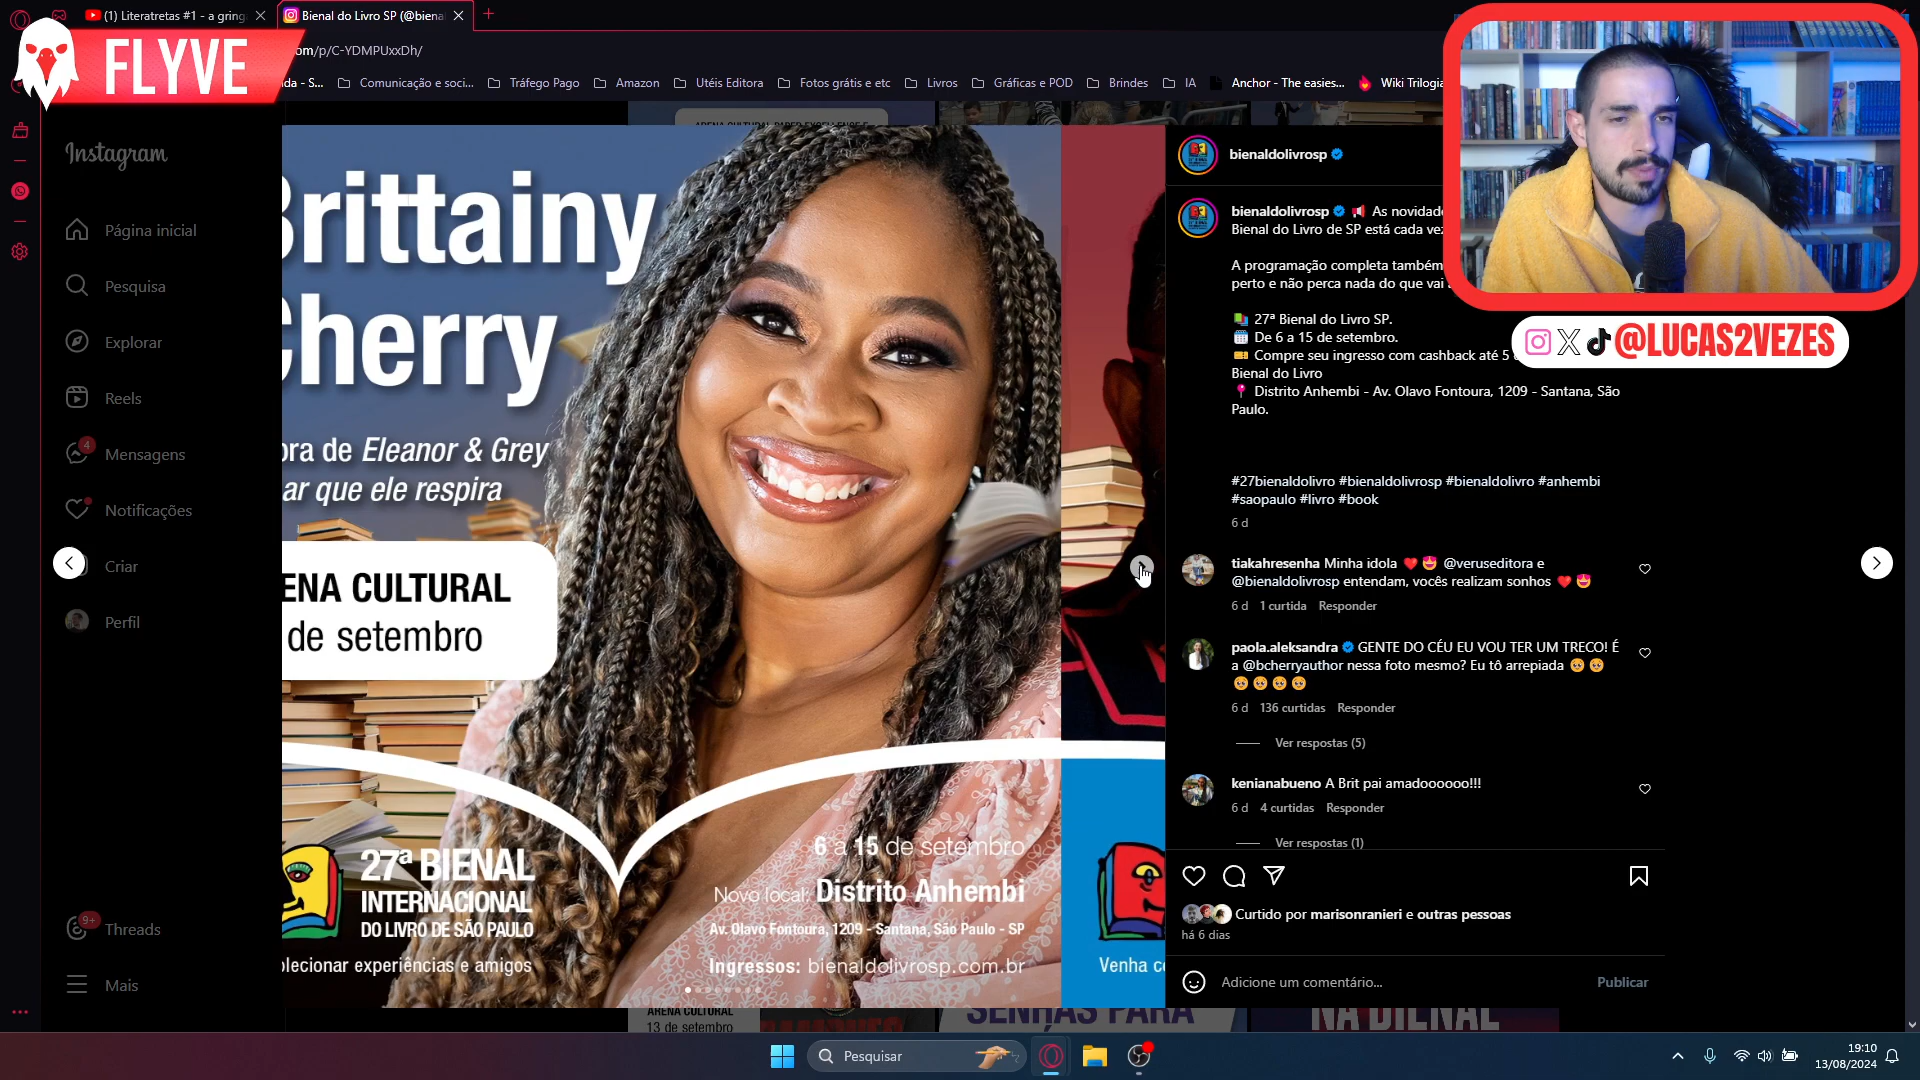 (1) Literatretas #1 - a gring
Bienal do Livro SP (@biena
FLYVE
om/p/C-YDMPUxxDh/
da - S...
Comunicação e soci...
Tráfego Pago
Amazon
Utéis Editora
Fotos grátis e etc
Livros
Gráficas e POD
Brindes
IA
Anchor - The easies...
Wiki Trilogia
Instagram
Página inicial
Pesquisa
Explorar
Reels
4
Mensagens
Notificações
Criar
Perfil
9+
Threads
Mais
Brittainy
Cherry
ora de Eleanor & Grey
ar que ele respira
ENA CULTURAL
de setembro
27ª BIENAL
INTERNACIONAL
DO LIVRO DE SÃO PAULO
olecionar experiências e amigos
6 a 15 de setembro
Novo local: Distrito Anhembi
Av. Olavo Fontoura, 1209 - Santana, São Paulo - SP
Ingressos: bienaldolivrosp.com.br
Venha c
ARENA CULTURAL
13 de setembro
SENHAS PARA
NA BIENAL
bienaldolivrosp
bienaldolivrosp 📢 As novidad
Bienal do Livro de SP está cada vez
A programação completa também
perto e não perca nada do que vai
27ª Bienal do Livro SP.
De 6 a 15 de setembro.
Compre seu ingresso com cashback até 5
Bienal do Livro
Distrito Anhembi - Av. Olavo Fontoura, 1209 - Santana, São
Paulo.
#27bienaldolivro #bienaldolivrosp #bienaldolivro #anhembi
#saopaulo #livro #book
6 d
tiakahresenha Minha idola ❤️😍 @veruseditora e
@bienaldolivrosp entendam, vocês realizam sonhos ❤️😍
6 d 1 curtida Responder
paola.aleksandra GENTE DO CÉU EU VOU TER UM TRECO! É
a @bcherryauthor nessa foto mesmo? Eu tô arrepiada 🥹🥹
🥹🥹🥹🥹
6 d 136 curtidas Responder
Ver respostas (5)
kenianabueno A Brit pai amadoooooo!!!
6 d 4 curtidas Responder
Ver respostas (1)
Curtido por marisonranieri e outras pessoas
há 6 dias
Adicione um comentário...
Publicar
@LUCAS2VEZES
Pesquisar
19:10
13/08/2024